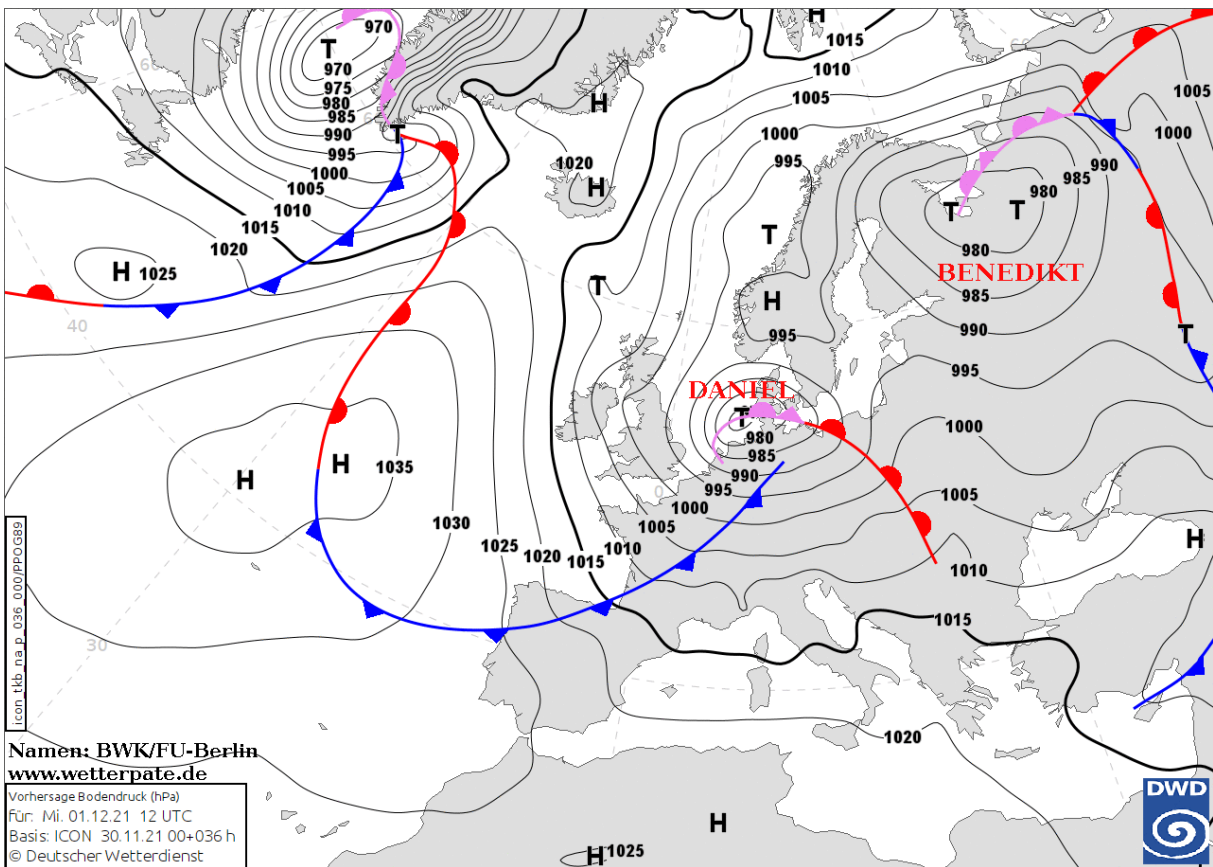 H
970
T
1015
970
1010
975
980
1005
1005
H
985
T
990
1000
1000
995
995
990
1020
985
1000
H
980
1005
T
T
1010
T
1015
980
1020
BENEDIKT
H
1025
T
H
985
40
990
T
995
995
DANIEL
T
1000
980
985
H
H
1035
990
995
0
1005
1000
1030
1005
1025
1010
H
1020
1015
1010
1015
30
icon_tkb_na_p_036_000/PPOG89
1020
Namen: BWK/FU-Berlin
www.wetterpate.de
Vorhersage Bodendruck (hPa)
Für: Mi. 01.12.21 12 UTC
Basis: ICON 30.11.21 00+036 h
© Deutscher Wetterdienst
DWD
H
H
1025